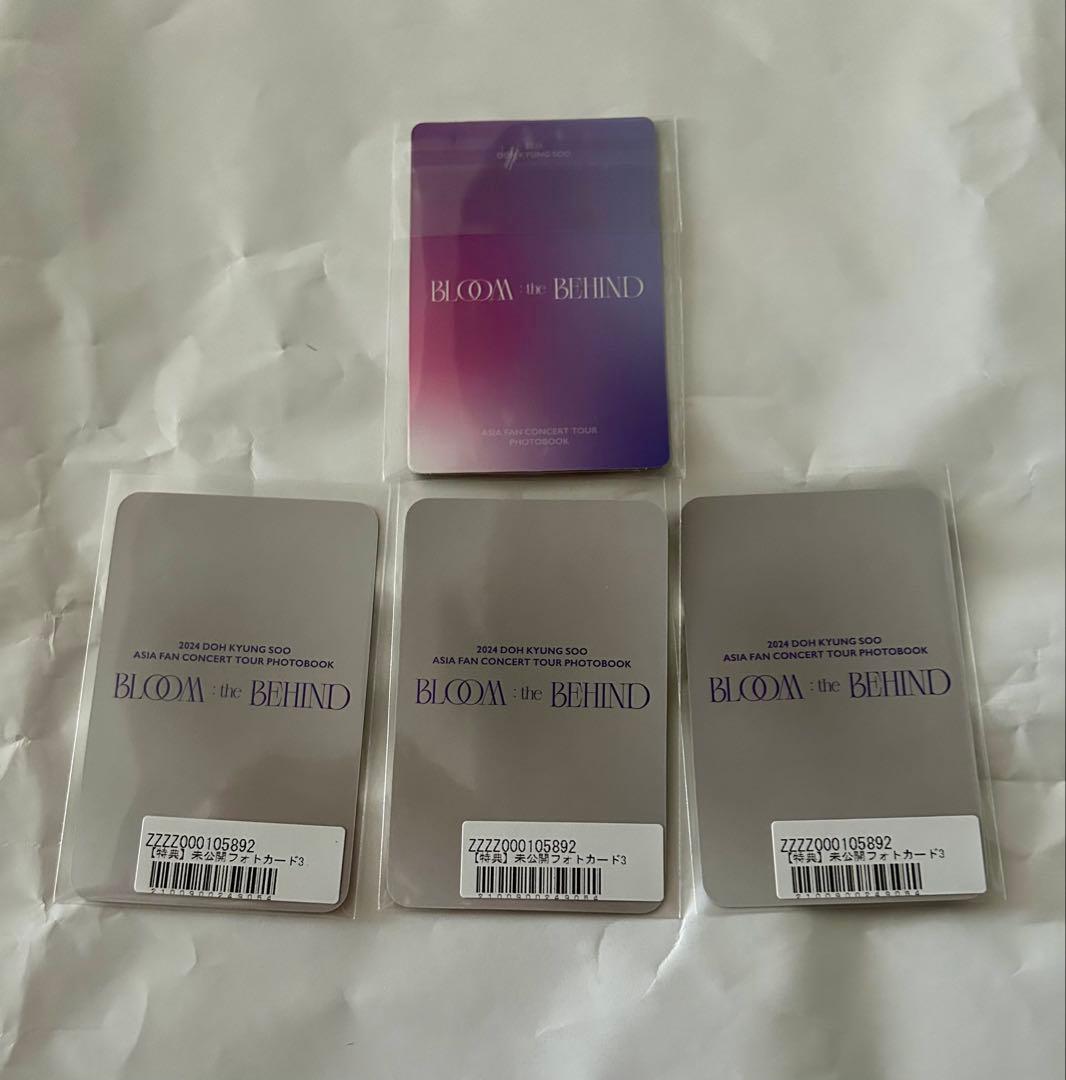 DOH KYUNG SOO
BLOOM : the BEHIND
ASIA FAN CONCERT TOUR
PHOTOBOOK
2024 DOH KYUNG SOO
ASIA FAN CONCERT TOUR PHOTOBOOK
BLOOM : the BEHIND
ZZZZ000105892
【特典】未公開フォトカード3
2024 DOH KYUNG SOO
ASIA FAN CONCERT TOUR PHOTOBOOK
BLOOM : the BEHIND
ZZZZ000105892
【特典】未公開フォトカード3
2024 DOH KYUNG SOO
ASIA FAN CONCERT TOUR PHOTOBOOK
BLOOM : the BEHIND
ZZZZ000105892
【特典】未公開フォトカード3